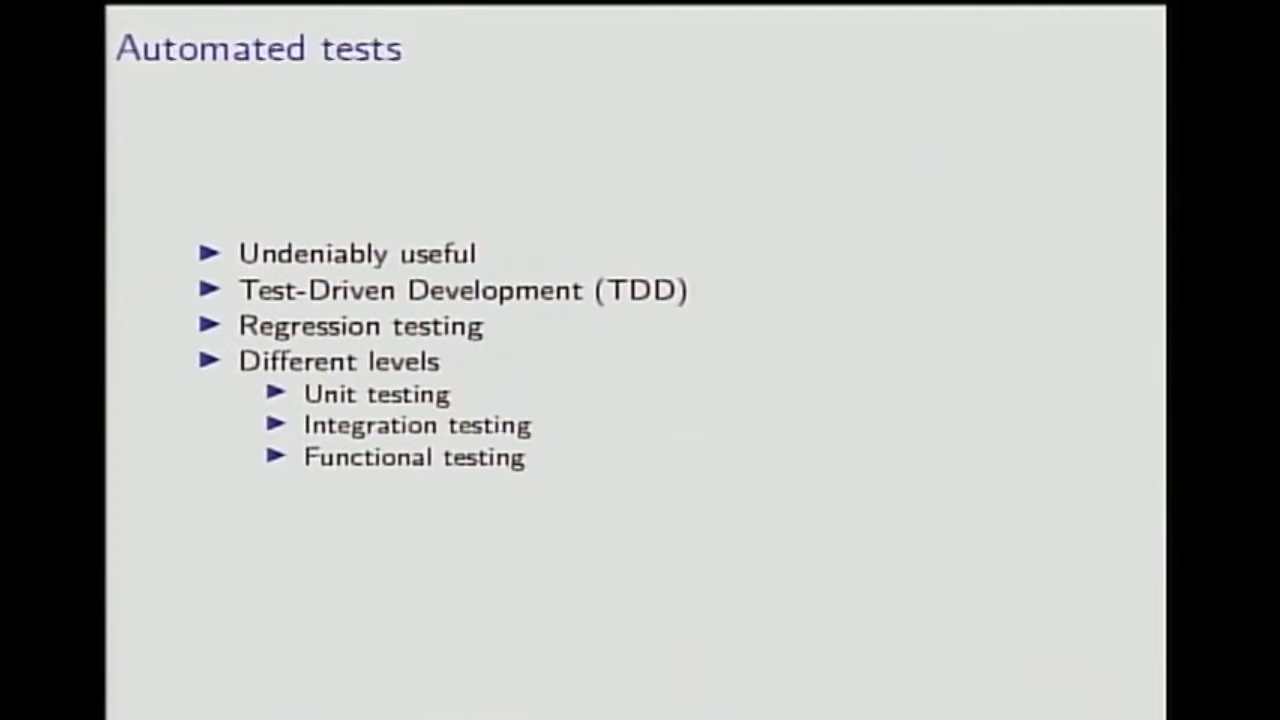 Automated tests
Undeniably useful
Test-Driven Development (TDD)
Regression testing
Different levels
Unit testing
Integration testing
Functional testing